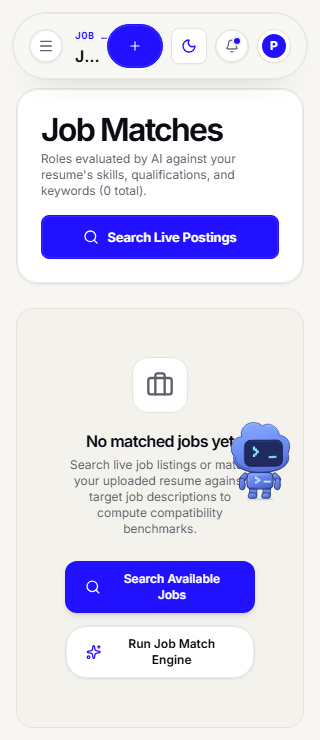 JOB …
J...
P
Job Matches
Roles evaluated by AI against your
resume's skills, qualifications, and
keywords (0 total).
Search Live Postings
No matched jobs yet
Search live job listings or mat
your uploaded resume agains
target job descriptions to
compute compatibility
benchmarks.
Search Available
Jobs
Run Job Match
Engine